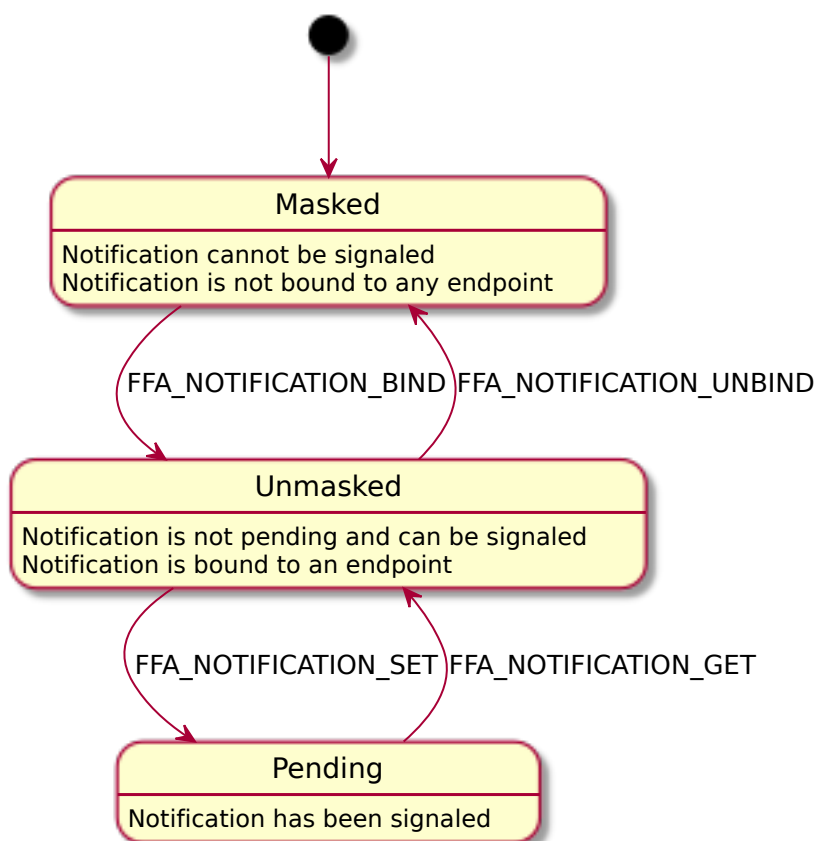 Masked
Notification cannot be signaled
Notification is not bound to any endpoint
FFA_NOTIFICATION_BIND
FFA_NOTIFICATION_UNBIND
Unmasked
Notification is not pending and can be signaled
Notification is bound to an endpoint
FFA_NOTIFICATION_SET
FFA_NOTIFICATION_GET
Pending
Notification has been signaled